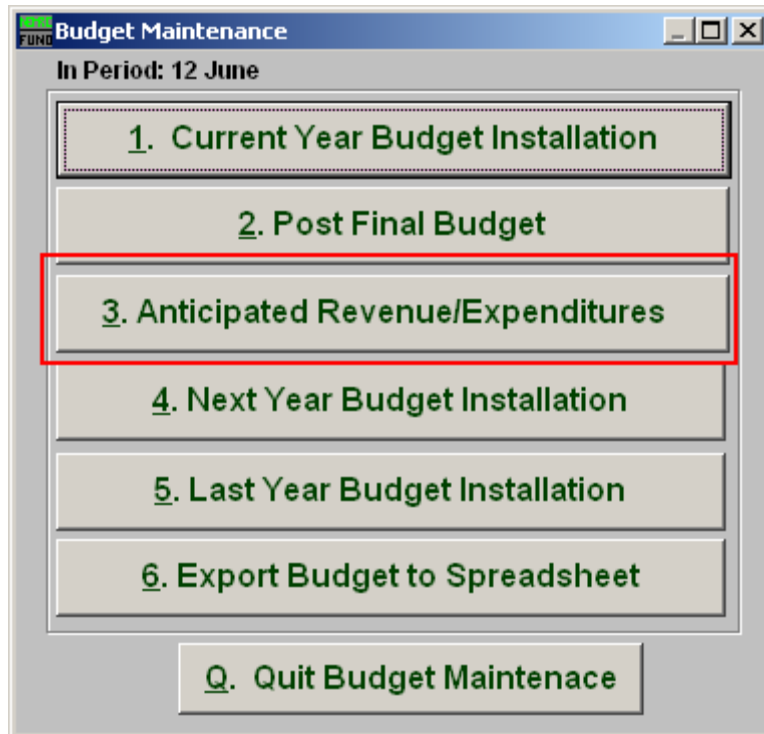 FUND
Budget Maintenance
In Period: 12 June
1. Current Year Budget Installation
2. Post Final Budget
3. Anticipated Revenue/Expenditures
4. Next Year Budget Installation
5. Last Year Budget Installation
6. Export Budget to Spreadsheet
Q. Quit Budget Maintenace